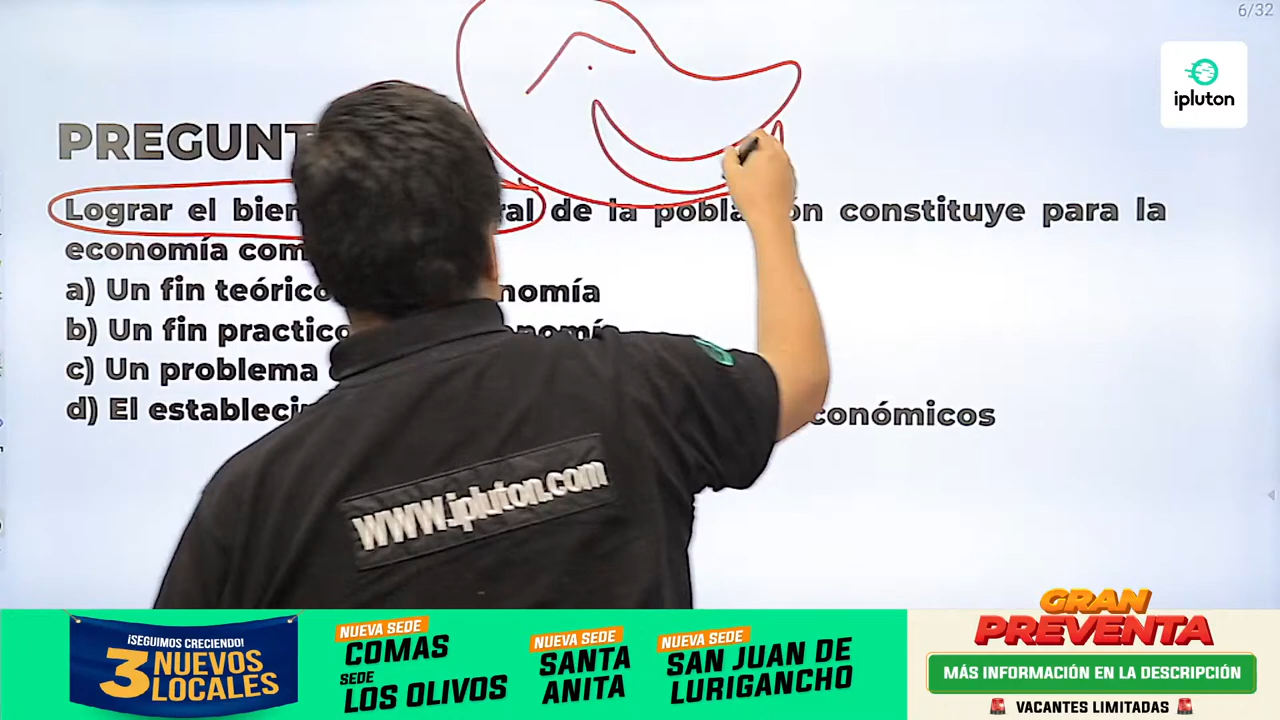 6/32
ipluton
PREGUNT
Lograr el bien ral de la población constituye para la
economía com
a) Un fin teórico nomía
b) Un fin practico nomía
c) Un problema
d) El estableci conómicos
www.ipluton.com
¡SEGUIMOS CRECIENDO!
3 NUEVOS
LOCALES
NUEVA SEDE
COMAS
SEDE
LOS OLIVOS
NUEVA SEDE
SANTA
ANITA
NUEVA SEDE
SAN JUAN DE
LURIGANCHO
GRAN
PREVENTA
MÁS INFORMACIÓN EN LA DESCRIPCIÓN
VACANTES LIMITADAS